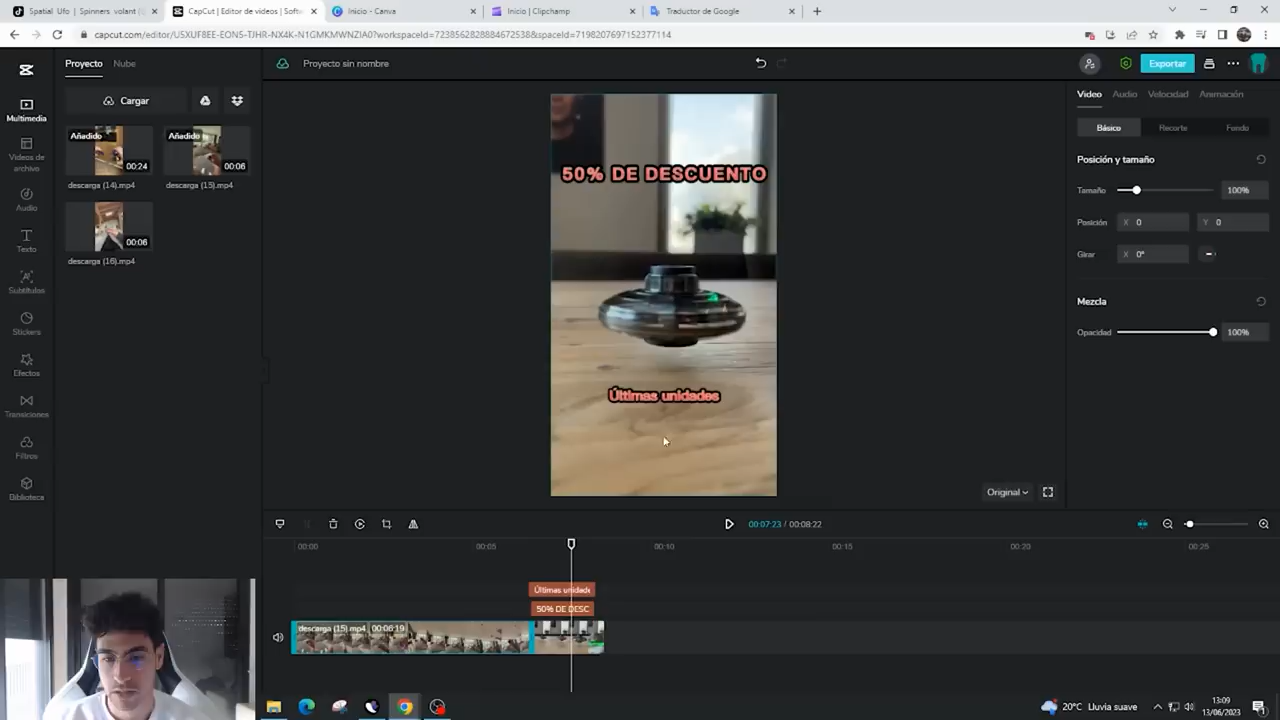 Spatial Ufo | Spinners volant (
CapCut | Editor de vídeos | Softw
Inicio - Canva
Inicio | Clipchamp
Traductor de Google
capcut.com/editor/U5XUF8EE-EON5-TJHR-NX4K-N1GMKMWNZIA0?workspaceId=7238562828884672538&spaceId=7198207697152377114
Proyecto
Nube
Proyecto sin nombre
Exportar
Multimedia
Vídeos de archivo
Audio
Texto
Subtítulos
Stickers
Efectos
Transiciones
Filtros
Biblioteca
Cargar
Añadido
00:24
Añadido
00:06
descarga (14).mp4
descarga (15).mp4
00:06
descarga (16).mp4
50% DE DESCUENTO
Últimas unidades
Original
Video
Audio
Velocidad
Animación
Básico
Recorte
Fondo
Posición y tamaño
Tamaño
100%
Posición
X 0
Y 0
Girar
X 0°
Mezcla
Opacidad
100%
00:07:23 / 00:08:22
00:00
00:05
00:10
00:15
00:20
00:25
Últimas unidade
50% DE DESC
descarga (15).mp4 00:06:19
20°C Lluvia suave
13:09
13/06/2023